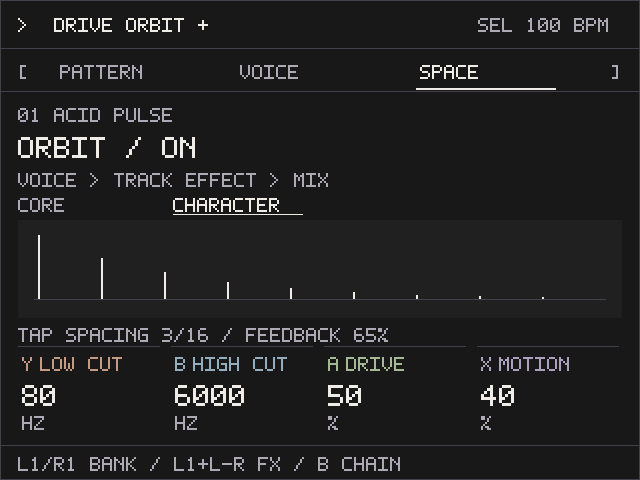 > DRIVE ORBIT + SEL 100 BPM
[ PATTERN VOICE SPACE ]
01 ACID PULSE
ORBIT / ON
VOICE > TRACK EFFECT > MIX
CORE CHARACTER
TAP SPACING 3/16 / FEEDBACK 65%
Y LOW CUT B HIGH CUT A DRIVE X MOTION
80 6000 50 40
HZ HZ % %
L1/R1 BANK / L1+L-R FX / B CHAIN